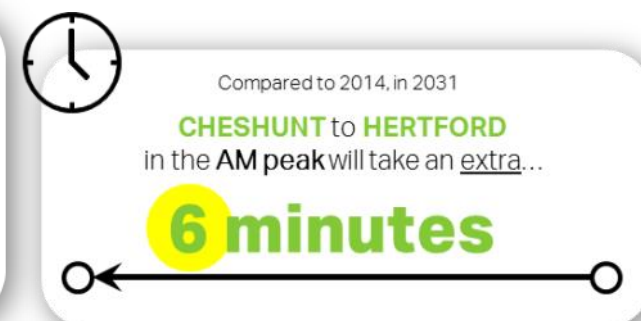 Compared to 2014, in 2031
CHESHUNT to HERTFORD
in the AM peak will take an extra...
6 minutes